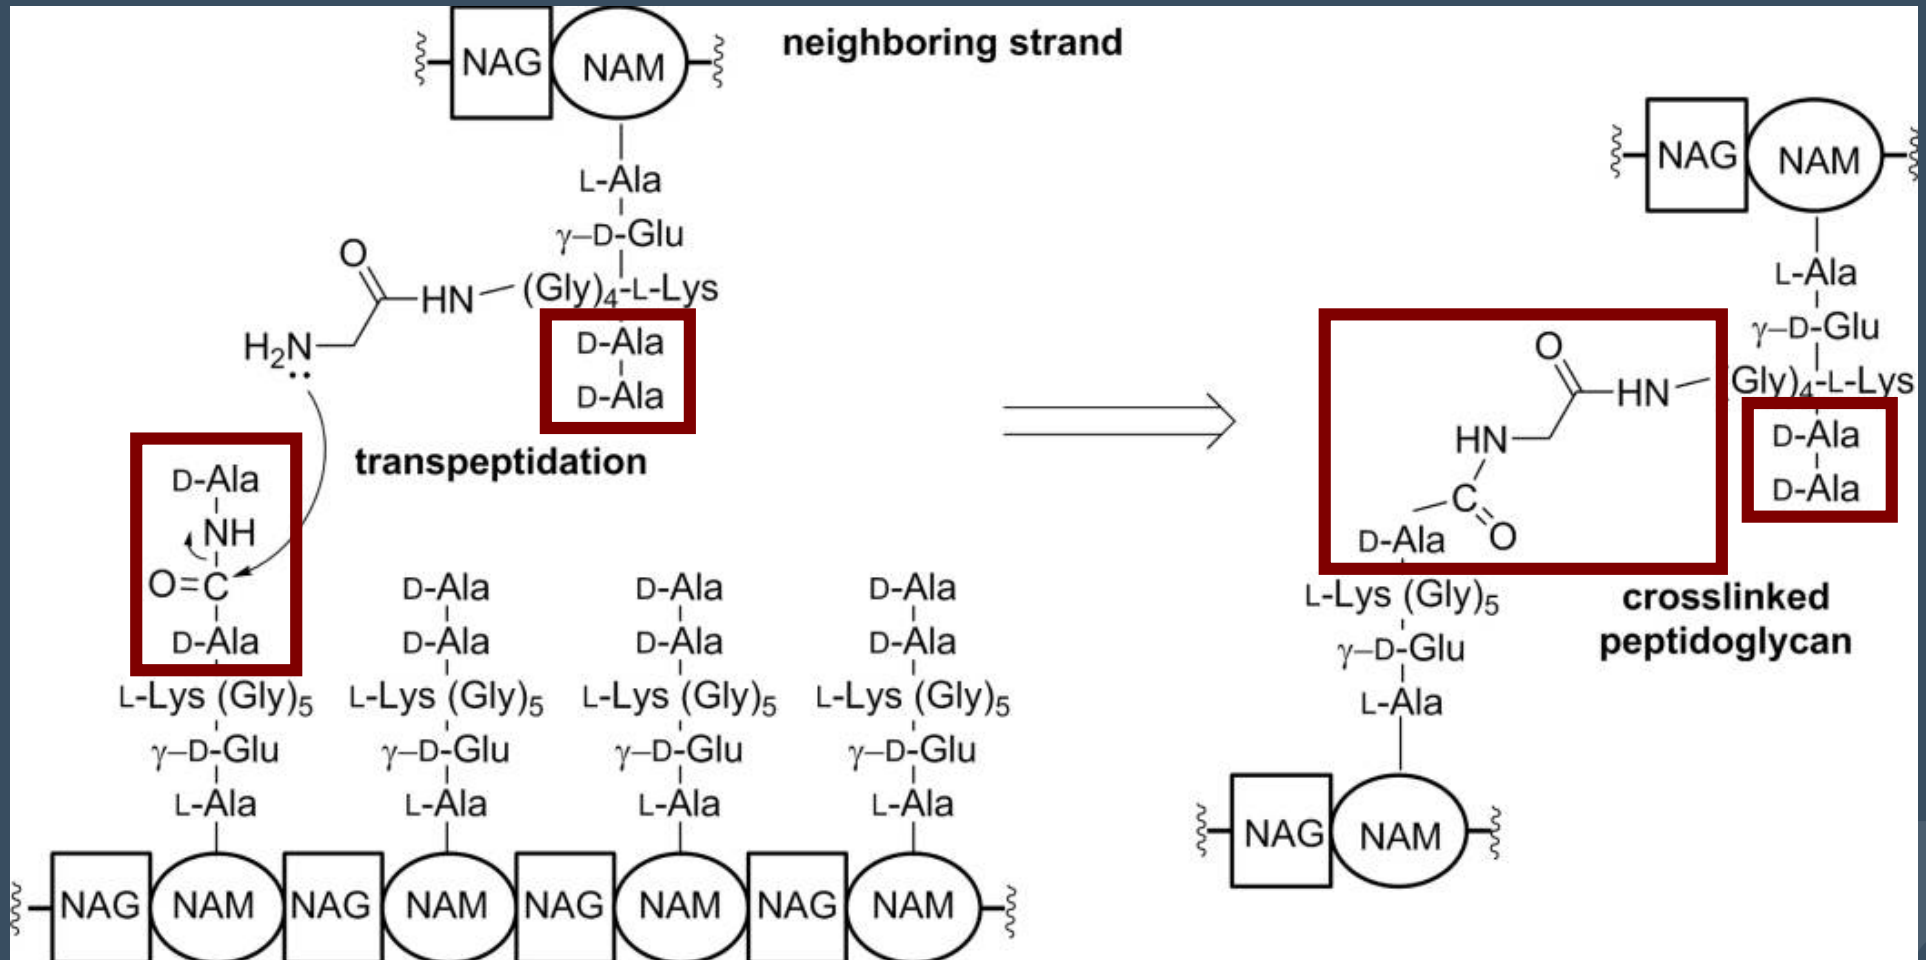 neighboring strand
NAG NAM
L-Ala
γ–D-Glu
O
HN (Gly)₄-L-Lys
H₂N
D-Ala
D-Ala
transpeptidation
D-Ala
NH
O=C
D-Ala
L-Lys (Gly)₅
γ–D-Glu
L-Ala
D-Ala
D-Ala
L-Lys (Gly)₅
γ–D-Glu
L-Ala
D-Ala
D-Ala
L-Lys (Gly)₅
γ–D-Glu
L-Ala
D-Ala
D-Ala
L-Lys (Gly)₅
γ–D-Glu
L-Ala
NAG NAM NAG NAM NAG NAM NAG NAM
NAG NAM
L-Ala
γ–D-Glu
O
HN (Gly)₄-L-Lys
HN
D-Ala
D-Ala
C
O
D-Ala
L-Lys (Gly)₅
γ–D-Glu
L-Ala
crosslinked
peptidoglycan
NAG NAM